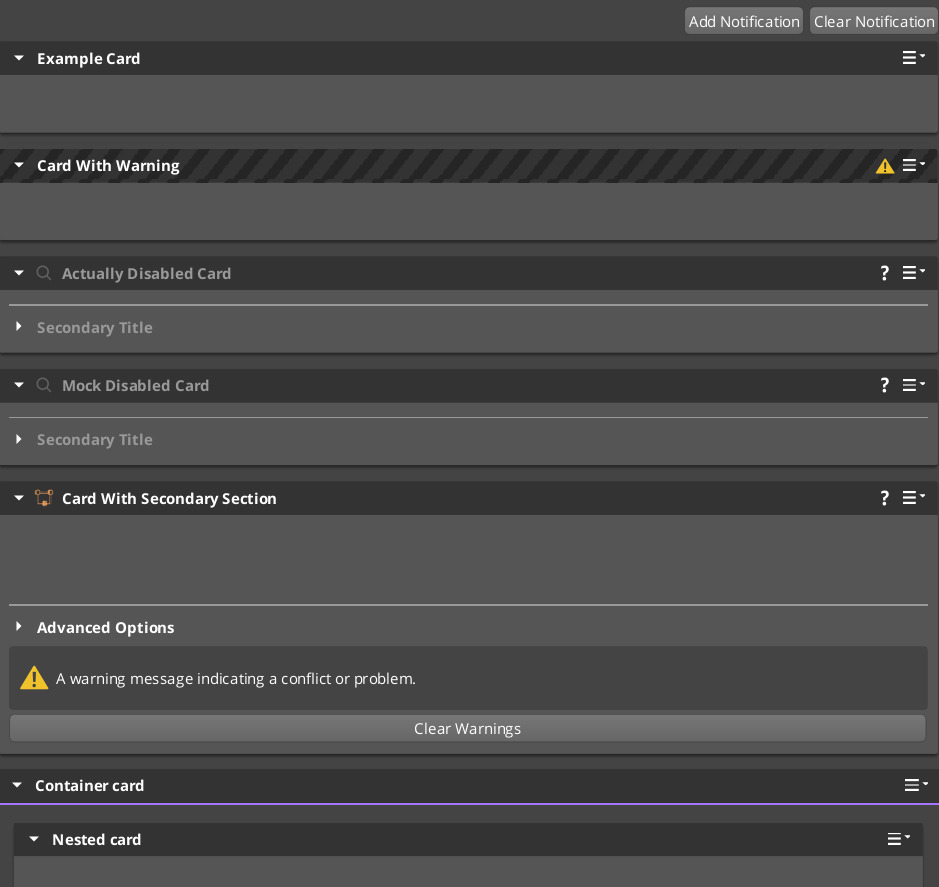 Add Notification Clear Notification
Example Card
Card With Warning
Actually Disabled Card ?
Secondary Title
Mock Disabled Card ?
Secondary Title
Card With Secondary Section ?
Advanced Options
A warning message indicating a conflict or problem.
Clear Warnings
Container card
Nested card